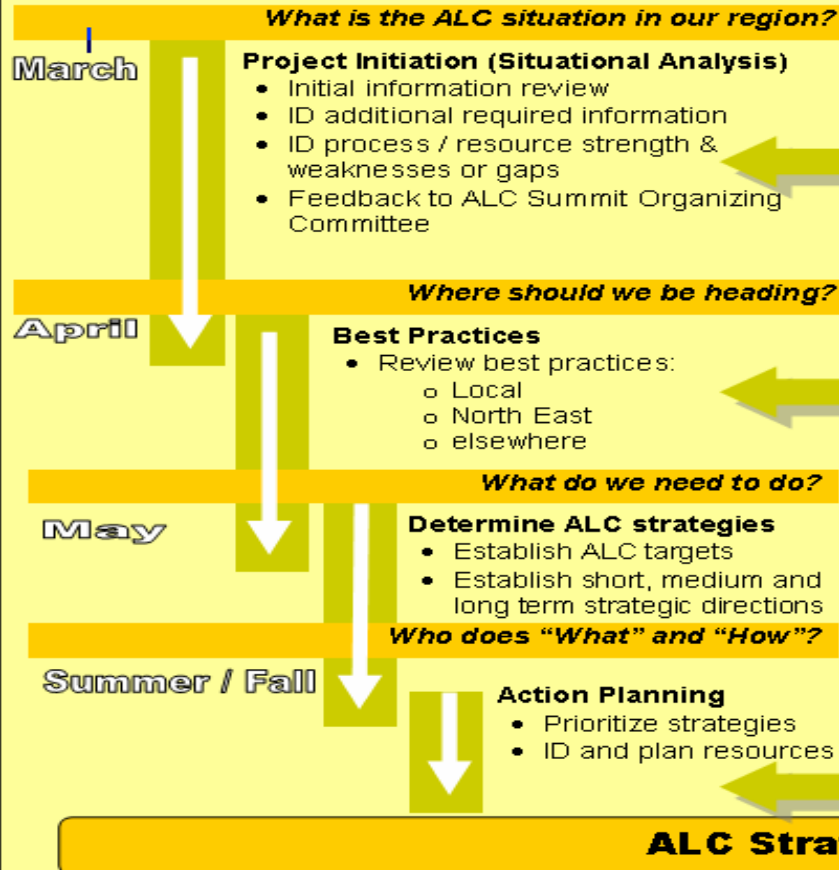 What is the ALC situation in our region?
March
Project Initiation (Situational Analysis)
• Initial information review
• ID additional required information
• ID process / resource strength &
weaknesses or gaps
• Feedback to ALC Summit Organizing
Committee
Where should we be heading?
April
Best Practices
• Review best practices:
o Local
o North East
o elsewhere
What do we need to do?
May
Determine ALC strategies
• Establish ALC targets
• Establish short, medium and
long term strategic directions
Who does “What” and “How”?
Summer / Fall
Action Planning
• Prioritize strategies
• ID and plan resources
ALC Stra